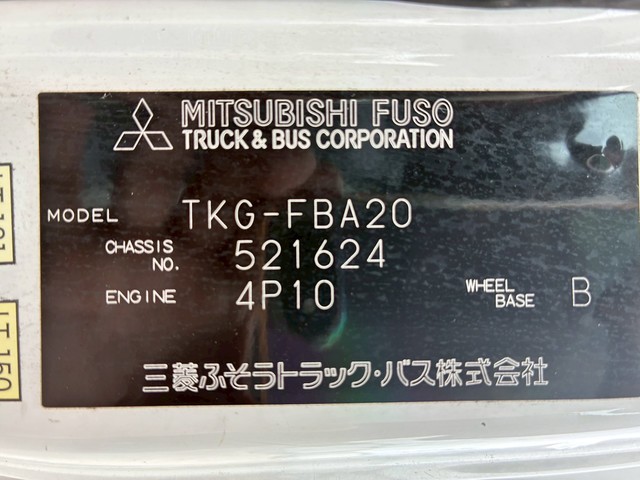 MITSUBISHI FUSO
TRUCK & BUS CORPORATION
MODEL TKG-FBA20
CHASSIS NO. 521624
ENGINE 4P10 WHEEL BASE B
三菱ふそうトラック・バス株式会社